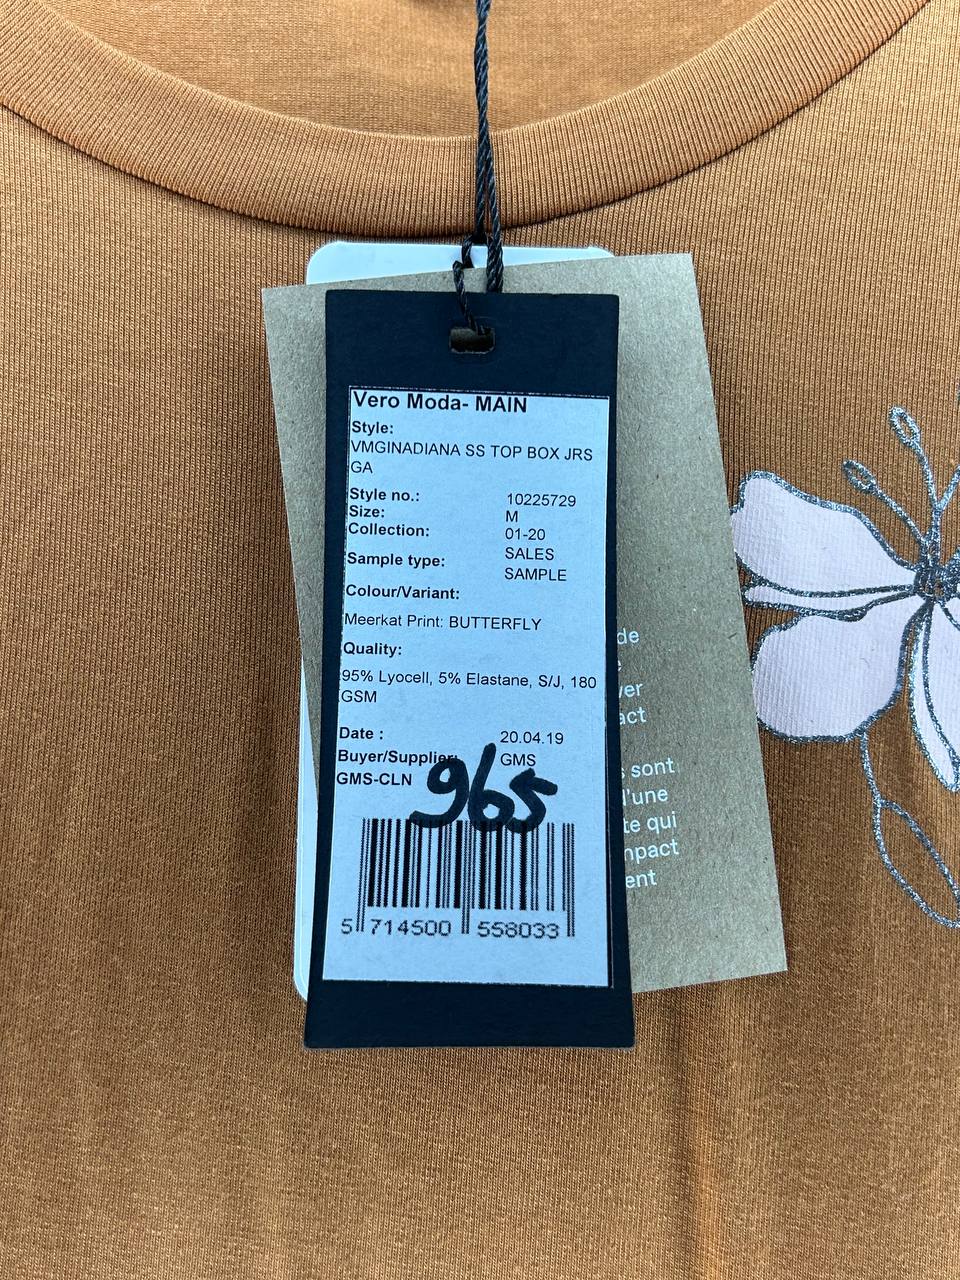 Vero Moda- MAIN
Style:
VMGINADIANA SS TOP BOX JRS
GA
Style no.: 10225729
Size: M
Collection: 01-20
Sample type: SALES
SAMPLE
Colour/Variant:
Meerkat Print: BUTTERFLY
Quality:
95% Lyocell, 5% Elastane, S/J, 180
GSM
Date : 20.04.19
Buyer/Supplier: GMS
GMS-CLN
965
5 714500 558033
de
act
sont
l'une
te qui
mpact
ent